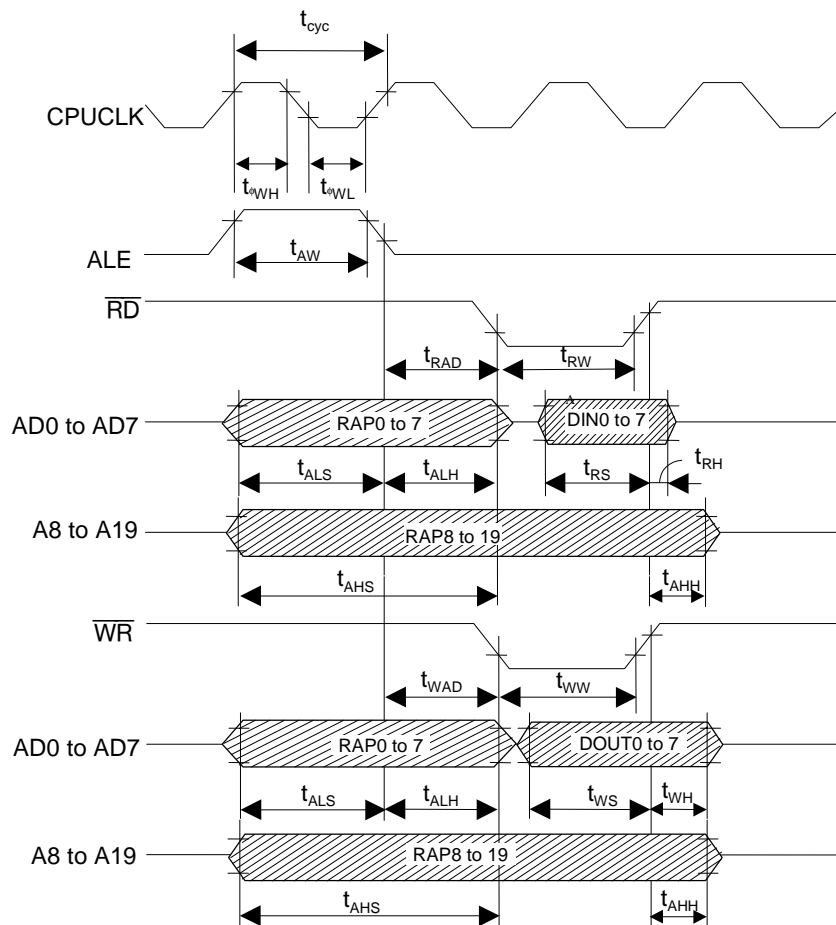 tcyc
CPUCLK
tφWH tφWL
ALE
tAW
RD
tRAD tRW
A
AD0 to AD7 RAP0 to 7 DIN0 to 7
tALS tALH tRS tRH
A8 to A19 RAP8 to 19
tAHS tAHH
WR
tWAD tWW
AD0 to AD7 RAP0 to 7 DOUT0 to 7
tALS tALH tWS tWH
A8 to A19 RAP8 to 19
tAHS tAHH